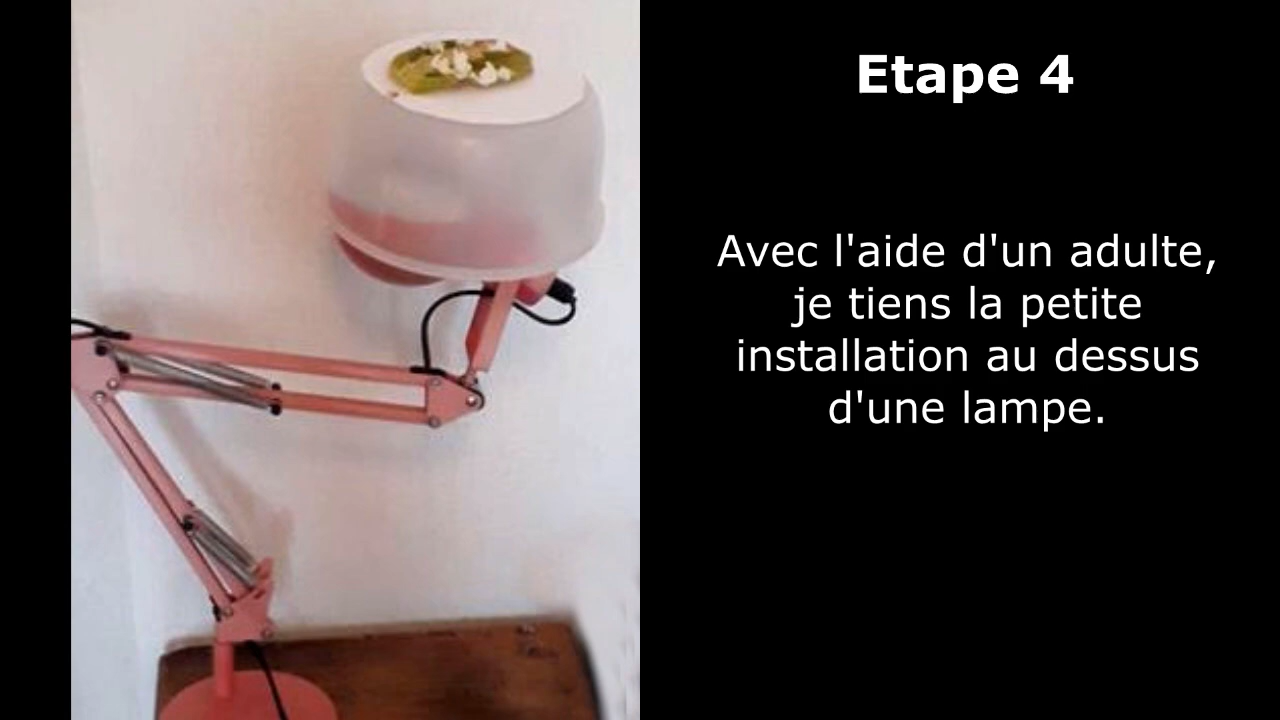 Etape 4
Avec l'aide d'un adulte,
je tiens la petite
installation au dessus
d'une lampe.